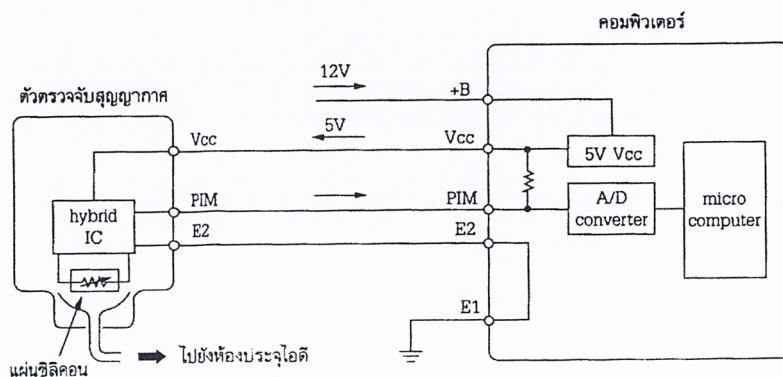 คอมพิวเตอร์
12V
+B
ตัวตรวจจับสุญญากาศ
Vcc
5V
Vcc
5V Vcc
PIM
PIM
A/D
converter
micro
computer
hybrid
IC
E2
E2
E1
ไปยังห้องประจุไอดี
แผ่นซิลิคอน